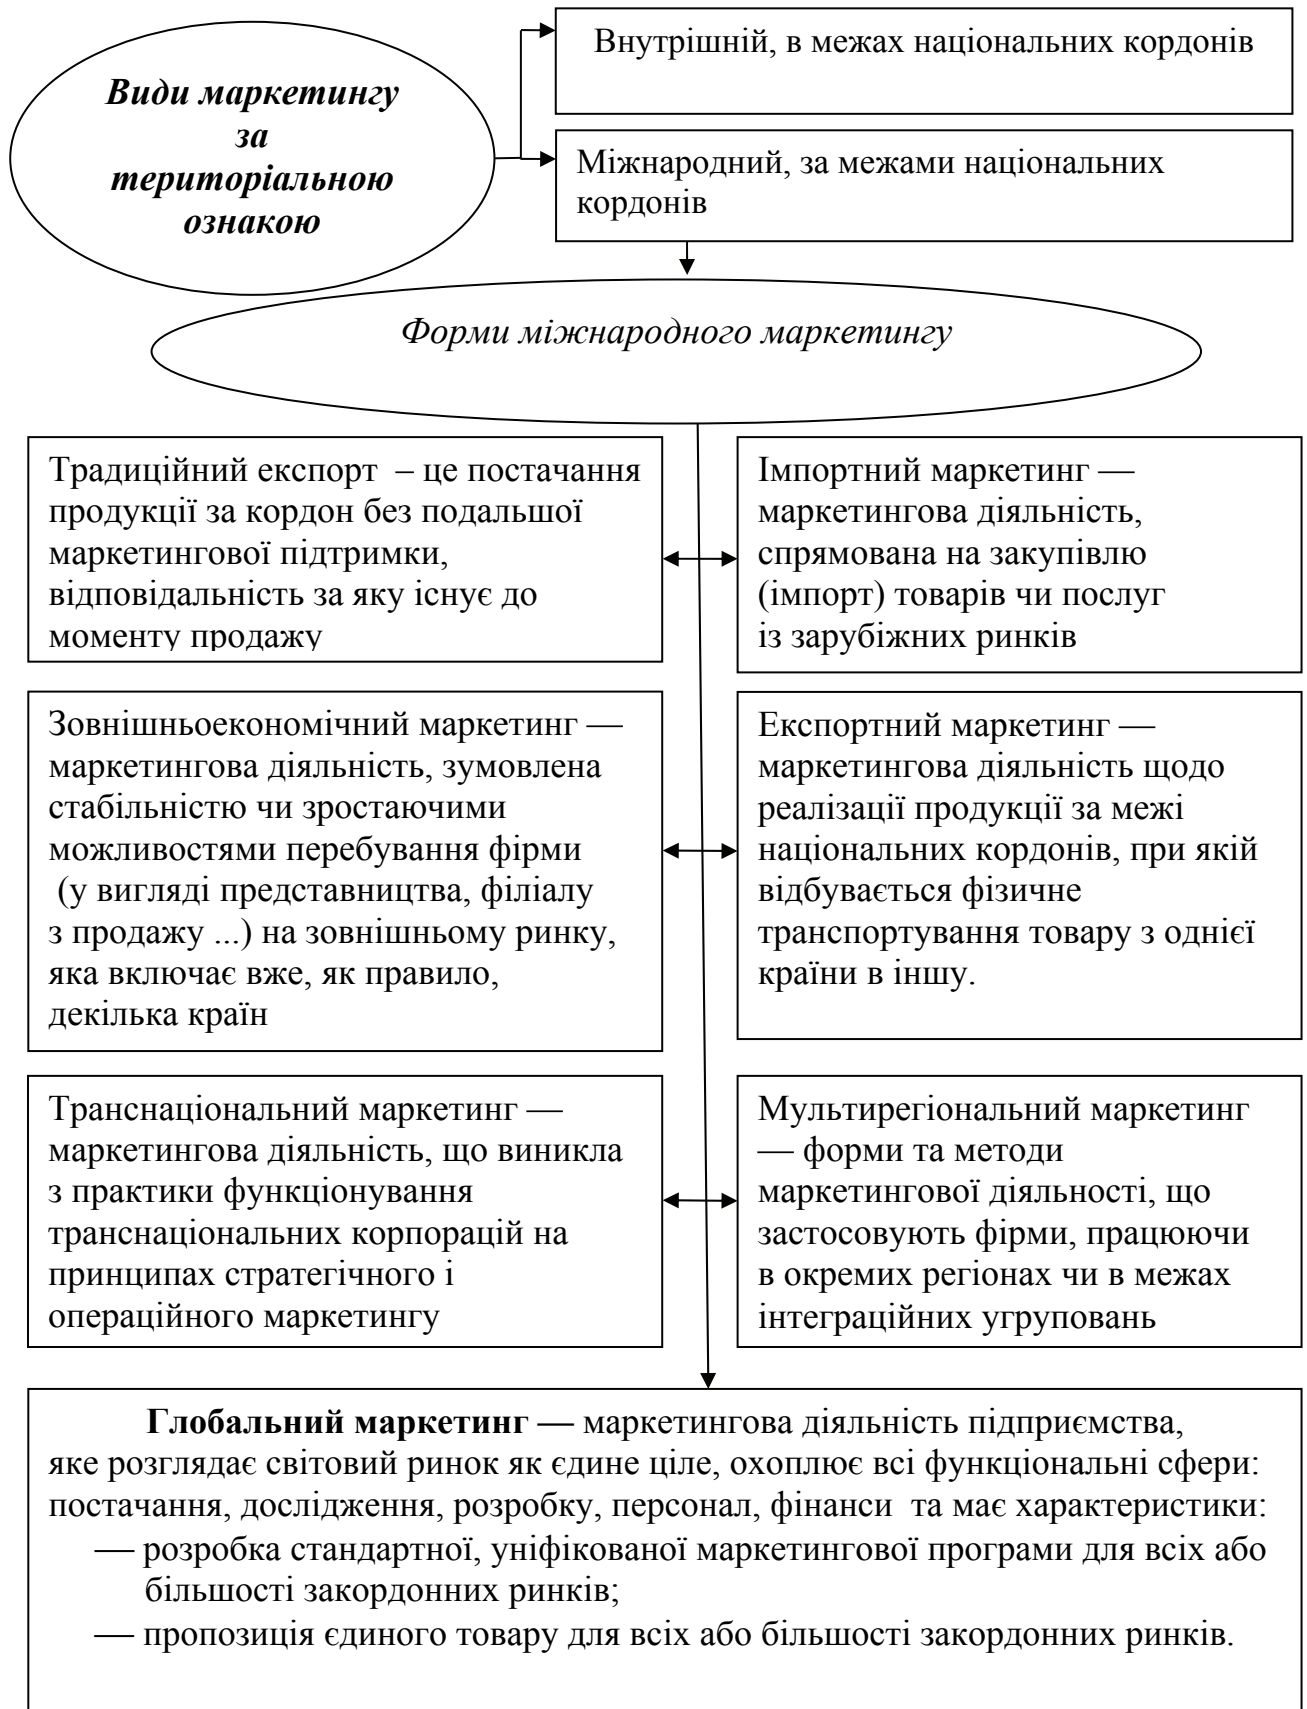 Види маркетингу
за
територіальною
ознакою
Внутрішній, в межах національних кордонів
Міжнародний, за межами національних
кордонів
Форми міжнародного маркетингу
Традиційний експорт – це постачання
продукції за кордон без подальшої
маркетингової підтримки,
відповідальність за яку існує до
моменту продажу
Імпортний маркетинг —
маркетингова діяльність,
спрямована на закупівлю
(імпорт) товарів чи послуг
із зарубіжних ринків
Зовнішньоекономічний маркетинг —
маркетингова діяльність, зумовлена
стабільністю чи зростаючими
можливостями перебування фірми
(у вигляді представництва, філіалу
з продажу ...) на зовнішньому ринку,
яка включає вже, як правило,
декілька країн
Експортний маркетинг —
маркетингова діяльність щодо
реалізації продукції за межі
національних кордонів, при якій
відбувається фізичне
транспортування товару з однієї
країни в іншу.
Транснаціональний маркетинг —
маркетингова діяльність, що виникла
з практики функціонування
транснаціональних корпорацій на
принципах стратегічного і
операційного маркетингу
Мультирегіональний маркетинг
— форми та методи
маркетингової діяльності, що
застосовують фірми, працюючи
в окремих регіонах чи в межах
інтеграційних угруповань
Глобальний маркетинг — маркетингова діяльність підприємства,
яке розглядає світовий ринок як єдине ціле, охоплює всі функціональні сфери:
постачання, дослідження, розробку, персонал, фінанси та має характеристики:
— розробка стандартної, уніфікованої маркетингової програми для всіх або
більшості закордонних ринків;
— пропозиція єдиного товару для всіх або більшості закордонних ринків.